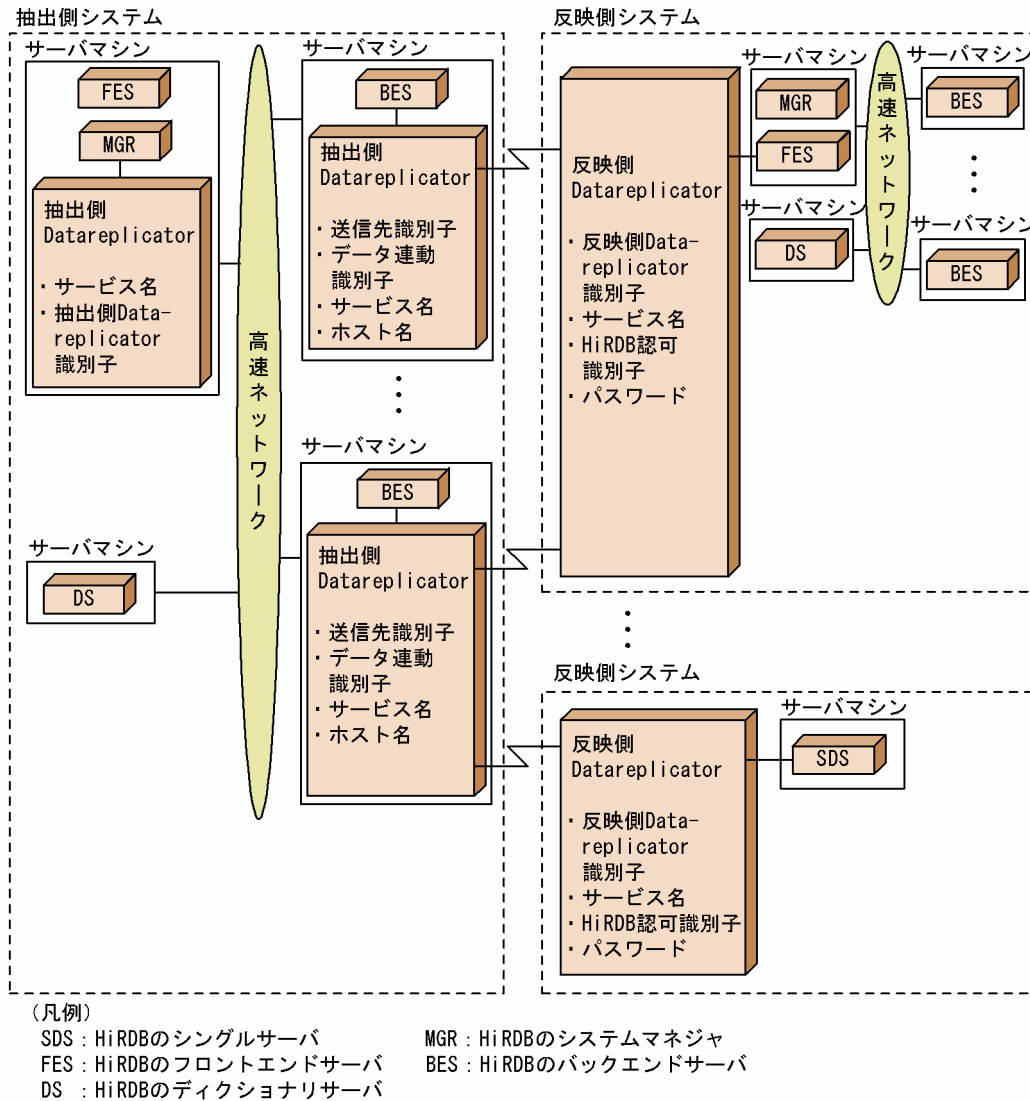 抽出側システム
サーバマシン
FES
MGR
抽出側
Datareplicator
・サービス名
・抽出側Data-
replicator
識別子
サーバマシン
DS
高速ネットワーク
サーバマシン
BES
抽出側
Datareplicator
・送信先識別子
・データ連動
識別子
・サービス名
・ホスト名
サーバマシン
BES
抽出側
Datareplicator
・送信先識別子
・データ連動
識別子
・サービス名
・ホスト名
反映側システム
反映側
Datareplicator
・反映側Data-
replicator
識別子
・サービス名
・HiRDB認可
識別子
・パスワード
サーバマシン
MGR
FES
サーバマシン
DS
高速ネットワーク
サーバマシン
BES
サーバマシン
BES
反映側システム
反映側
Datareplicator
・反映側Data-
replicator
識別子
・サービス名
・HiRDB認可識別子
・パスワード
サーバマシン
SDS
(凡例)
SDS：HiRDBのシングルサーバ MGR：HiRDBのシステムマネジャ
FES：HiRDBのフロントエンドサーバ BES：HiRDBのバックエンドサーバ
DS ：HiRDBのディクショナリサーバ